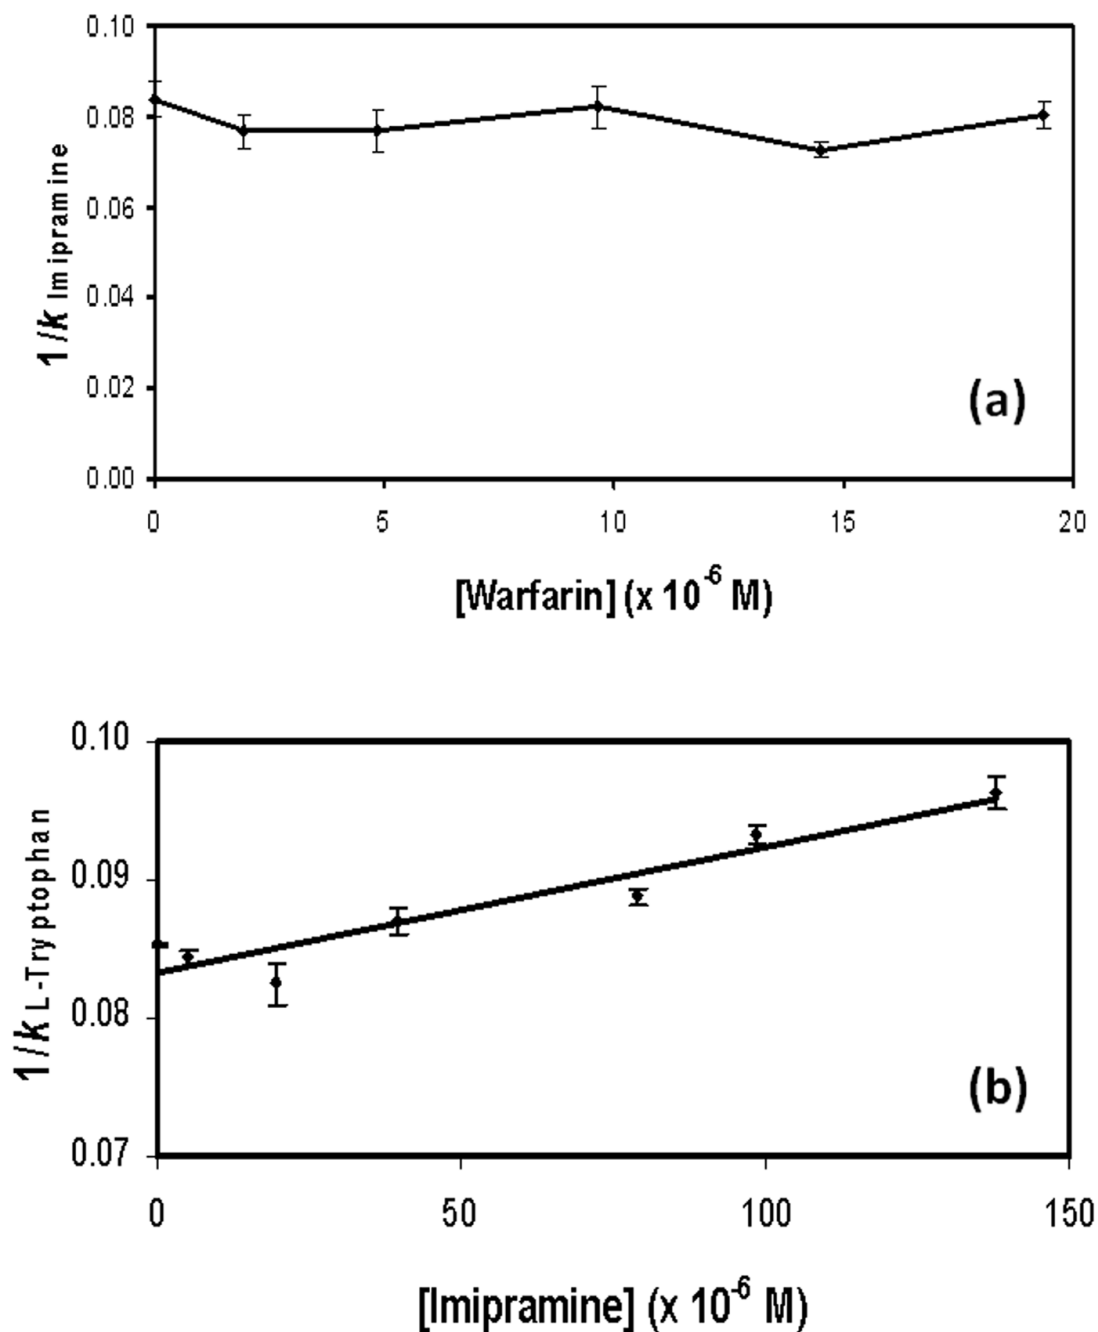 0.10
0.08
0.06
0.04
0.02
0.00
1/k Imipramine
(a)
0 5 10 15 20
[Warfarin] (x 10-6 M)
0.10
0.09
0.08
0.07
1/k L-Tryptophan
(b)
0 50 100 150
[Imipramine] (x 10-6 M)